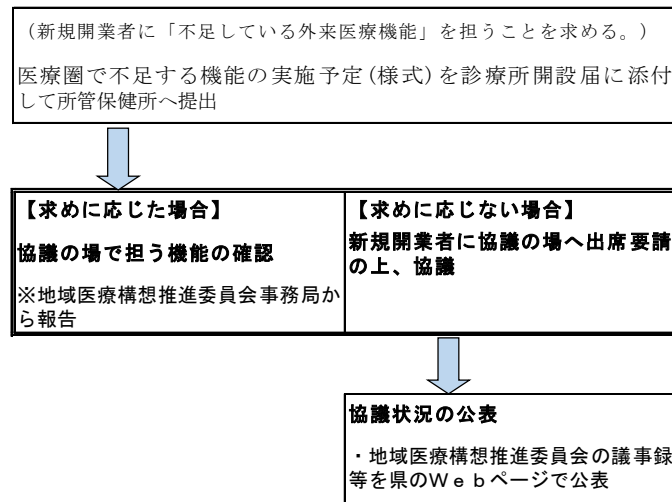 （新規開業者に「不足している外来医療機能」を担うことを求める。）
医療圏で不足する機能の実施予定(様式)を診療所開設届に添付
して所管保健所へ提出
【求めに応じた場合】
協議の場で担う機能の確認
※地域医療構想推進委員会事務局か
ら報告
【求めに応じない場合】
新規開業者に協議の場へ出席要請
の上、協議
協議状況の公表
・地域医療構想推進委員会の議事録
等を県のＷｅｂページで公表